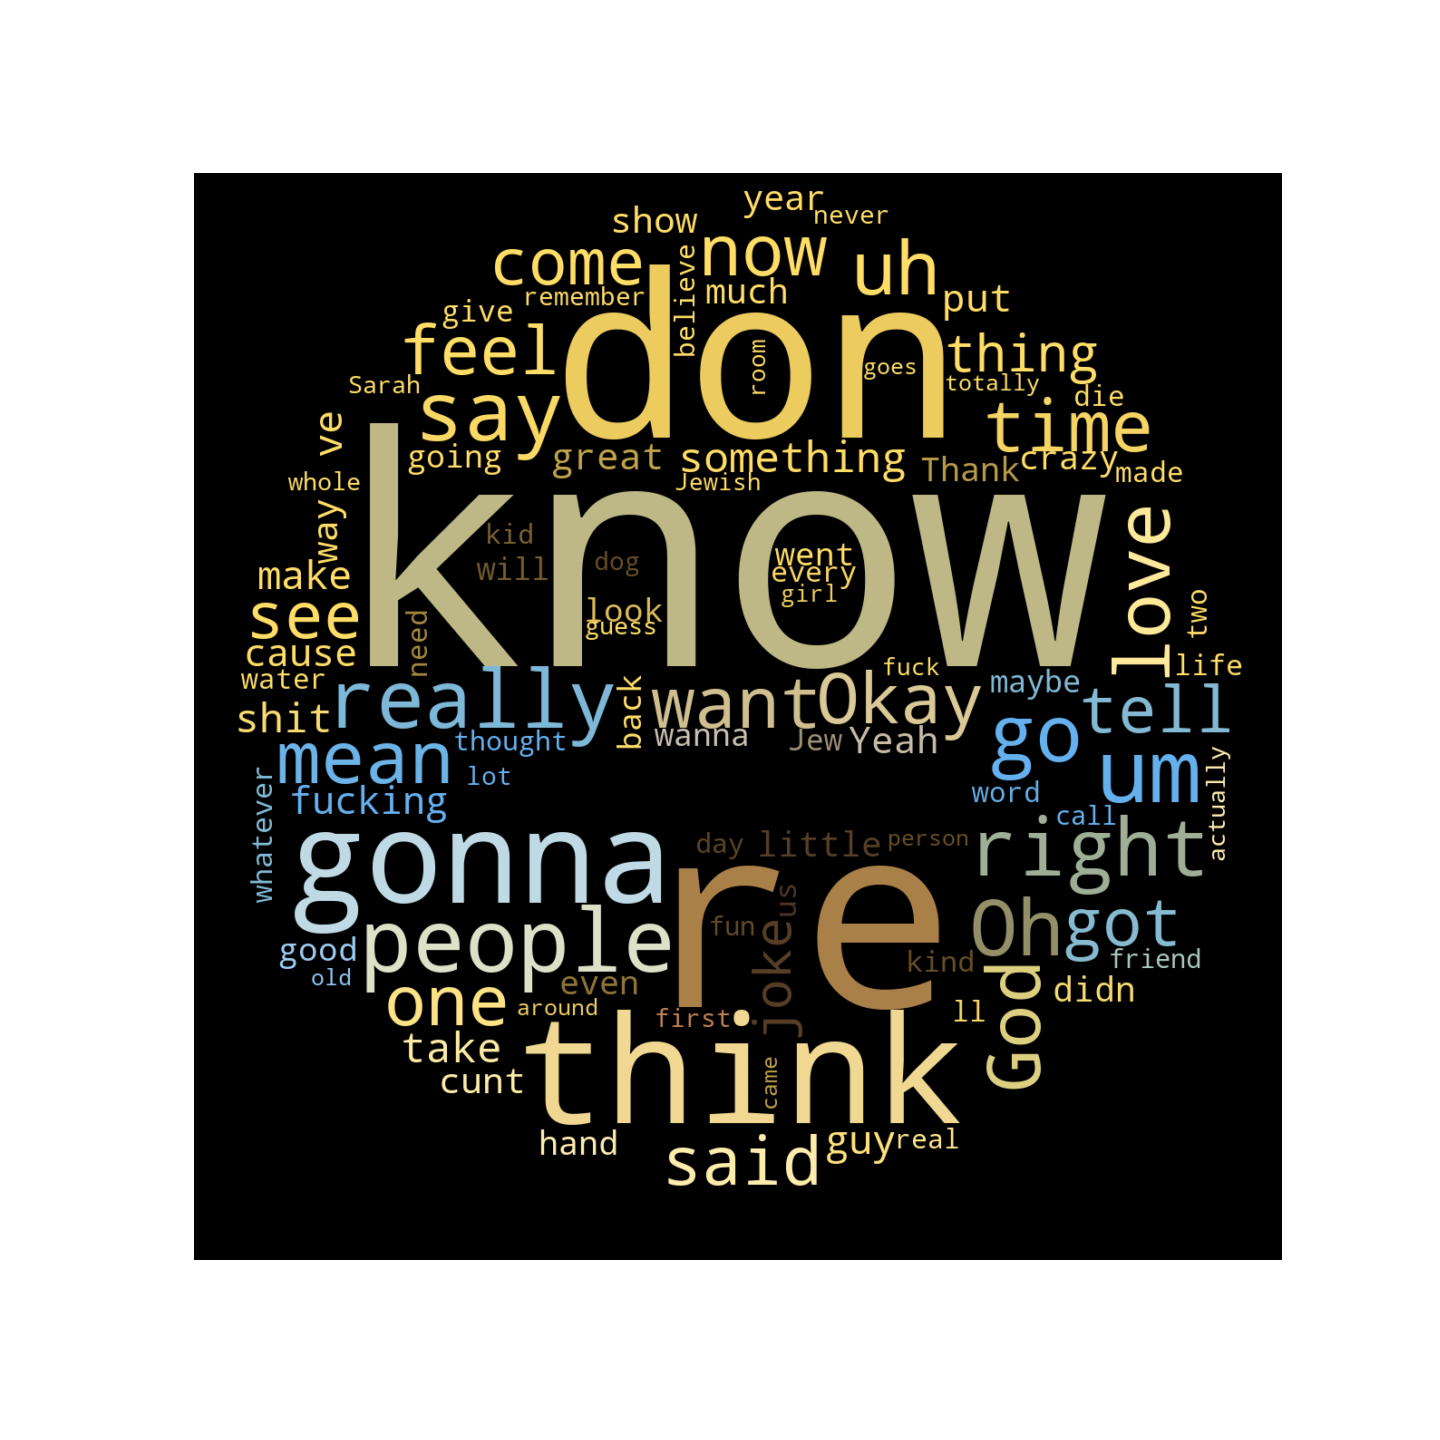 year
never
show
now
uh
come
believe
remember
much
put
give
don
feel
thing
room
goes
Sarah
totally
die
say
time
ve
going
great
something
Thank
crazy
made
whole
Jewish
know
way
love
kid
will
dog
went
every
girl
make
see
look
guess
need
two
cause
water
shit
really
back
want
Okay
fuck
maybe
life
tell
wanna
Jew
Yeah
go
mean
thought
lot
um
actually
fucking
word
call
whatever
gonna
day
little
person
right
re
us
people
fun
joke
Oh
got
good
old
kind
friend
even
one
around
first
ll
didn
God
take
think
cunt
came
hand
said
guy
real